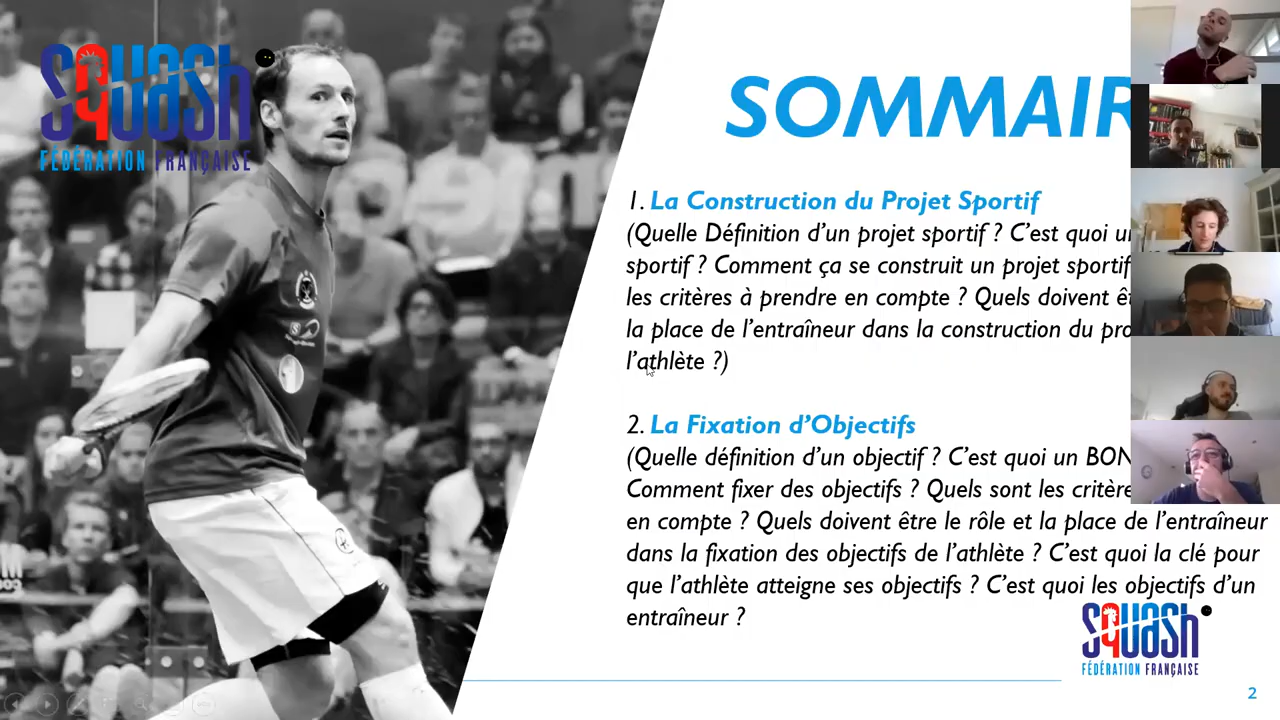 squash
FÉDÉRATION FRANÇAISE
SOMMAIR
1. La Construction du Projet Sportif
(Quelle Définition d’un projet sportif ? C’est quoi
sportif ? Comment ça se construit un projet sportif
les critères à prendre en compte ? Quels doivent
la place de l’entraîneur dans la construction du
l’athlète ?)
2. La Fixation d’Objectifs
(Quelle définition d’un objectif ? C’est quoi un BON
Comment fixer des objectifs ? Quels sont les
en compte ? Quels doivent être le rôle et la place de l’entraîneur
dans la fixation des objectifs de l’athlète ? C’est quoi la clé pour
que l’athlète atteigne ses objectifs ? C’est quoi les objectifs d’un
entraîneur ?
squash
FÉDÉRATION FRANÇAISE
2